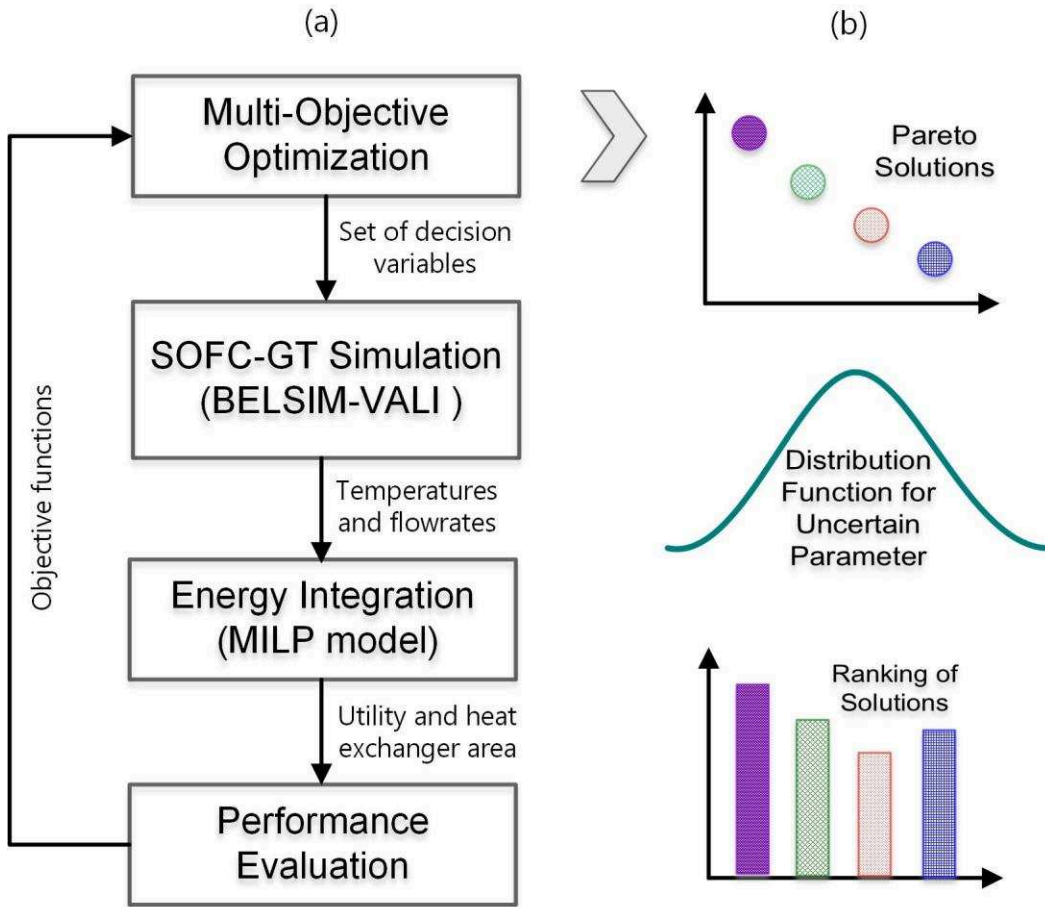 (a)
Multi-Objective
Optimization
Set of decision
variables
SOFC-GT Simulation
(BELSIM-VALI )
Temperatures
and flowrates
Energy Integration
(MILP model)
Utility and heat
exchanger area
Performance
Evaluation
Objective functions
(b)
Pareto
Solutions
Distribution
Function for
Uncertain
Parameter
Ranking of
Solutions